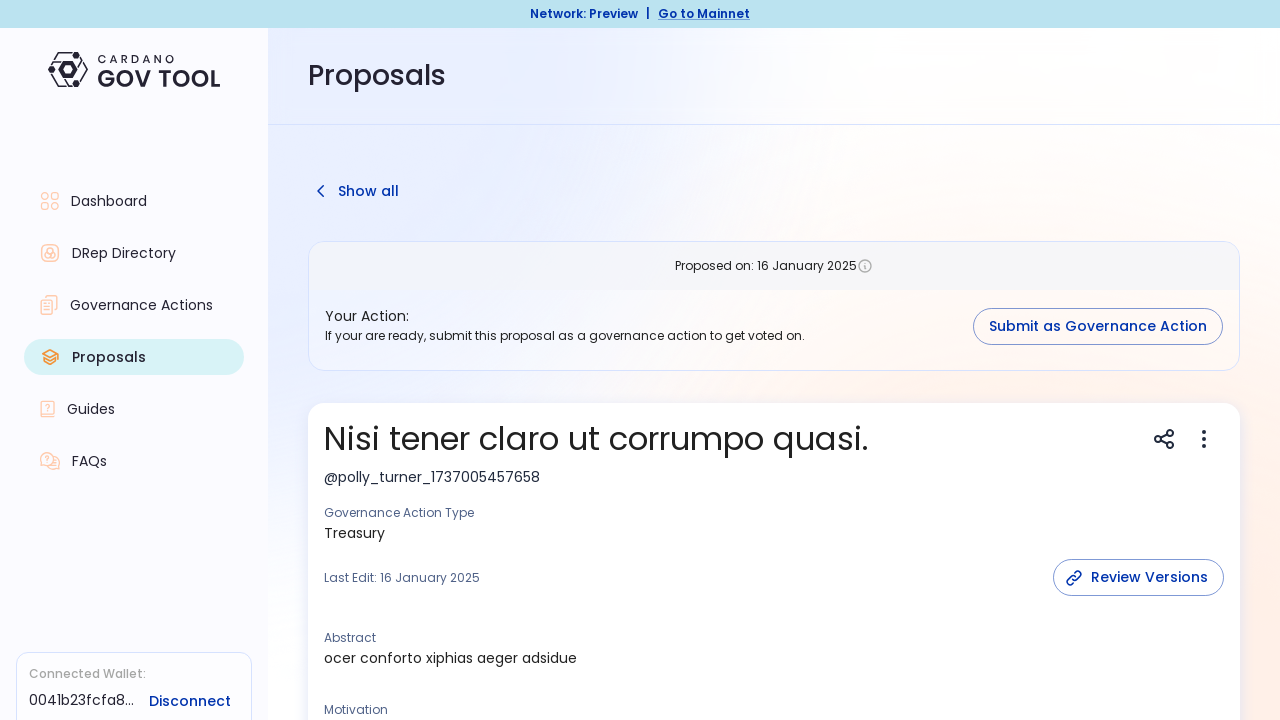 Network: Preview | Go to Mainnet
CARDANO
GOV TOOL
Dashboard
DRep Directory
Governance Actions
Proposals
Guides
FAQs
Connected Wallet:
0041b23fcfa8... Disconnect
Proposals
Show all
Proposed on: 16 January 2025
Your Action:
If you are ready, submit this proposal as a governance action to get voted on.
Submit as Governance Action
Nisi tener claro ut corrumpo quasi.
@polly_turner_1737005457658
Governance Action Type
Treasury
Last Edit: 16 January 2025
Review Versions
Abstract
ocer conforto xiphias aeger adsidue
Motivation